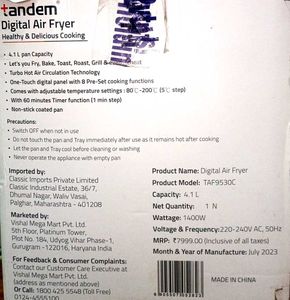 tandem
Digital Air Fryer
Healthy & Delicious Cooking
• 4.1 L pan Capacity
• Let's you Fry, Bake, Toast, Roast, Grill &
• Turbo Hot Air Circulation Technology
• One-Touch digital panel with 8 Pre-Set cooking functions
• Comes with adjustable temperature settings : 80℃ -200℃ (5℃ step)
• With 60 minutes Timer function (1 min step)
• Non-stick coated pan
Precautions:
• Switch OFF when not in use
• Do not touch the Pan and Tray immediately after use as it remains hot after cooking
• Let the pan and Tray cool before cleaning or washing
• Never operate the appliance with empty pan
Imported by:
Classic Imports Private Limited
Classic Industrial Estate, 36/7,
Dhumal Nagar, Waliv Vasai,
Palghar, Maharashtra - 401208
Marketed by:
Vishal Mega Mart Pvt. Ltd.
5th Floor, Platinum Tower,
Plot No. 184, Udyog Vihar Phase-1,
Gurugram - 122016, Haryana India
For Feedback & Consumer Complaints:
Contact our Customer Care Executive at
Vishal Mega Mart Pvt. Ltd.
(address mentioned above)
Or Call: 1800 425 5548 (Toll Free)
0124-4555100
Product Name: Digital Air Fryer
Product Name: TAF9530C
Capacity: 4.1 L
Net Quantity: 1 N
Wattage: 1400W
Voltage & Frequency: 220-240V AC, 50Hz
MRP: ₹7999.00 (Inclusive of all taxes)
Month & Year of Manufacture: July 2023
MADE IN CHINA